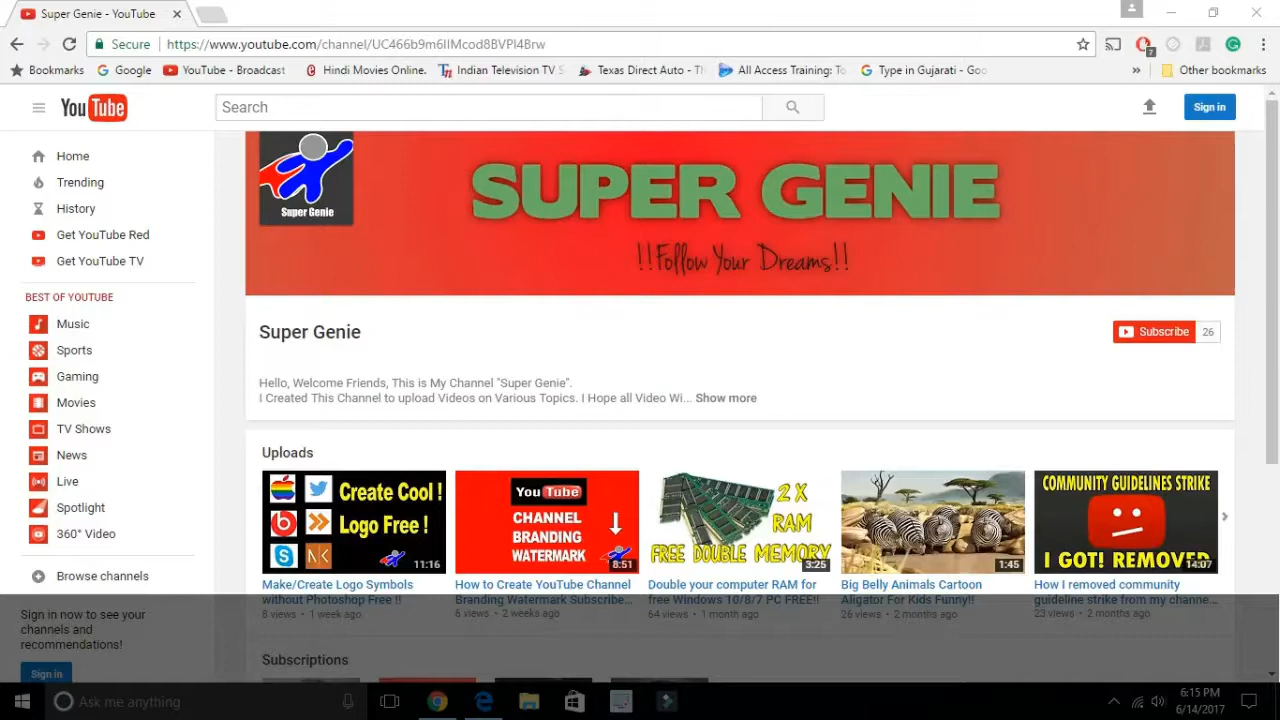 Super Genie - YouTube
Secure
https://www.youtube.com/channel/UC466b9m6IIMcod8BVPl4Brw
7
Bookmarks
Google
YouTube - Broadcast
Hindi Movies Online.
Indian Television TV S
Texas Direct Auto - Th
All Access Training: To
Type in Gujarati - Goo
»
Other bookmarks
YouTube
Search
Sign in
Home
Trending
History
Get YouTube Red
Get YouTube TV
BEST OF YOUTUBE
Music
Sports
Gaming
Movies
TV Shows
News
Live
Spotlight
360° Video
Browse channels
Sign in now to see your
channels and
recommendations!
Sign in
Super Genie
SUPER GENIE
!!Follow Your Dreams!!
Super Genie
Subscribe
26
Hello, Welcome Friends, This is My Channel "Super Genie".
I Created This Channel to upload Videos on Various Topics. I Hope all Video Wi... Show more
Uploads
Create Cool !
Logo Free !
11:16
Make/Create Logo Symbols
without Photoshop Free !!
8 views • 1 week ago
YouTube
CHANNEL
BRANDING
WATERMARK
8:51
How to Create YouTube Channel
Branding Watermark Subscribe...
6 views • 2 weeks ago
2 X
RAM
FREE DOUBLE MEMORY
3:25
Double your computer RAM for
free Windows 10/8/7 PC FREE!!
64 views • 1 month ago
1:45
Big Belly Animals Cartoon
Aligator For Kids Funny!!
26 views • 2 months ago
COMMUNITY GUIDELINES STRIKE
I GOT! REMOVED
14:07
How I removed community
guideline strike from my channe...
23 views • 2 months ago
Subscriptions
Ask me anything
6:15 PM
6/14/2017